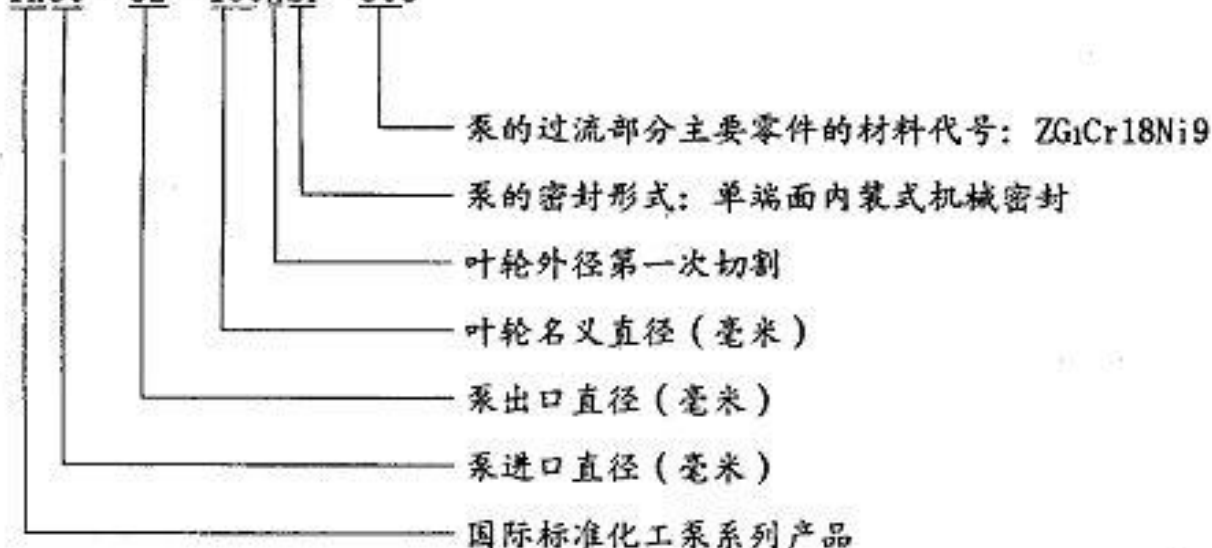 泵的过流部分主要零件的材料代号：ZG1Cr18Ni9
泵的密封形式：单端面内装式机械密封
叶轮外径第一次切割
叶轮名义直径（毫米）
泵出口直径（毫米）
泵进口直径（毫米）
国际标准化工泵系列产品